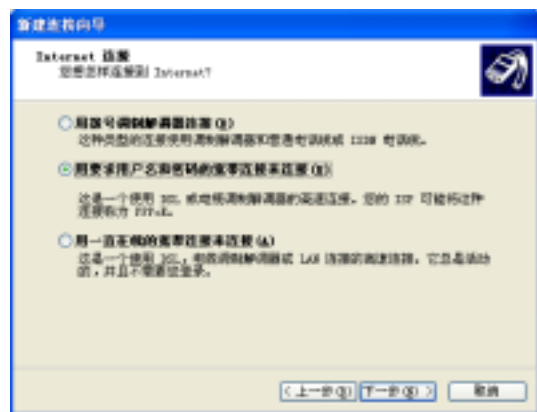 新建连接向导
Internet 连接
您想怎样连接到 Internet?
用拨号调制解调器连接(D)
这种类型的连接使用调制解调器和普通电话线或 ISDN 电话线。
用要求用户名和密码的宽带连接来连接(U)
这是一个使用 DSL 或电缆调制解调器的高速连接。您的 ISP 可能将这种
连接称为 PPPoE。
用一直在线的宽带连接来连接(A)
这是一个使用 DSL,电缆调制解调器或 LAN 连接的高速连接。它总是活动
的,并且不需要您登录。
<上一步(B)
下一步(N)>
取消